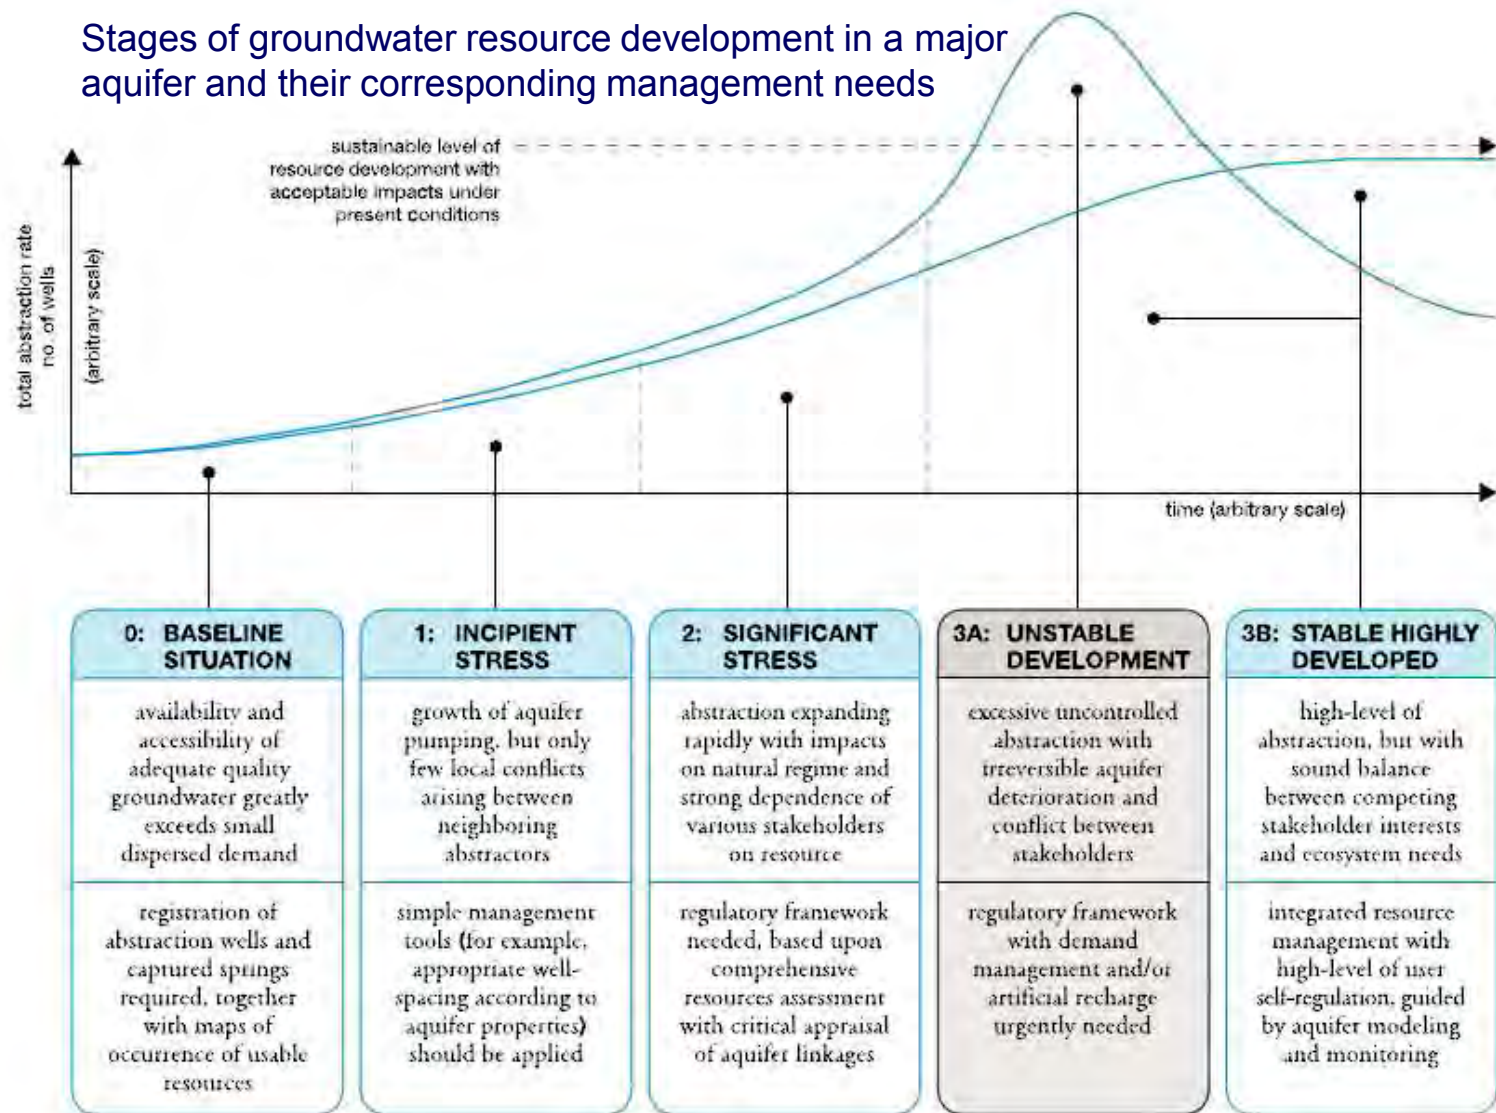 Stages of groundwater resource development in a major
aquifer and their corresponding management needs
sustainable level of
resource development with
acceptable impacts under
present conditions
total abstraction rate
no. of wells
(arbitrary scale)
time (arbitrary scale)
0: BASELINE
SITUATION
availability and
accessibility of
adequate quality
groundwater greatly
exceeds small
dispersed demand
registration of
abstraction wells and
captured springs
required, together
with maps of
occurrence of usable
resources
1: INCIPIENT
STRESS
growth of aquifer
pumping, but only
few local conflicts
arising between
neighboring
abstractors
simple management
tools (for example,
appropriate well-
spacing according to
aquifer properties)
should be applied
2: SIGNIFICANT
STRESS
abstraction expanding
rapidly with impacts
on natural regime and
strong dependence of
various stakeholders
on resource
regulatory framework
needed, based upon
comprehensive
resources assessment
with critical appraisal
of aquifer linkages
3A: UNSTABLE
DEVELOPMENT
excessive uncontrolled
abstraction with
irreversible aquifer
deterioration and
conflict between
stakeholders
regulatory framework
with demand
management and/or
artificial recharge
urgently needed
3B: STABLE HIGHLY
DEVELOPED
high-level of
abstraction, but with
sound balance
between competing
stakeholder interests
and ecosystem needs
integrated resource
management with
high-level of user
self-regulation, guided
by aquifer modeling
and monitoring